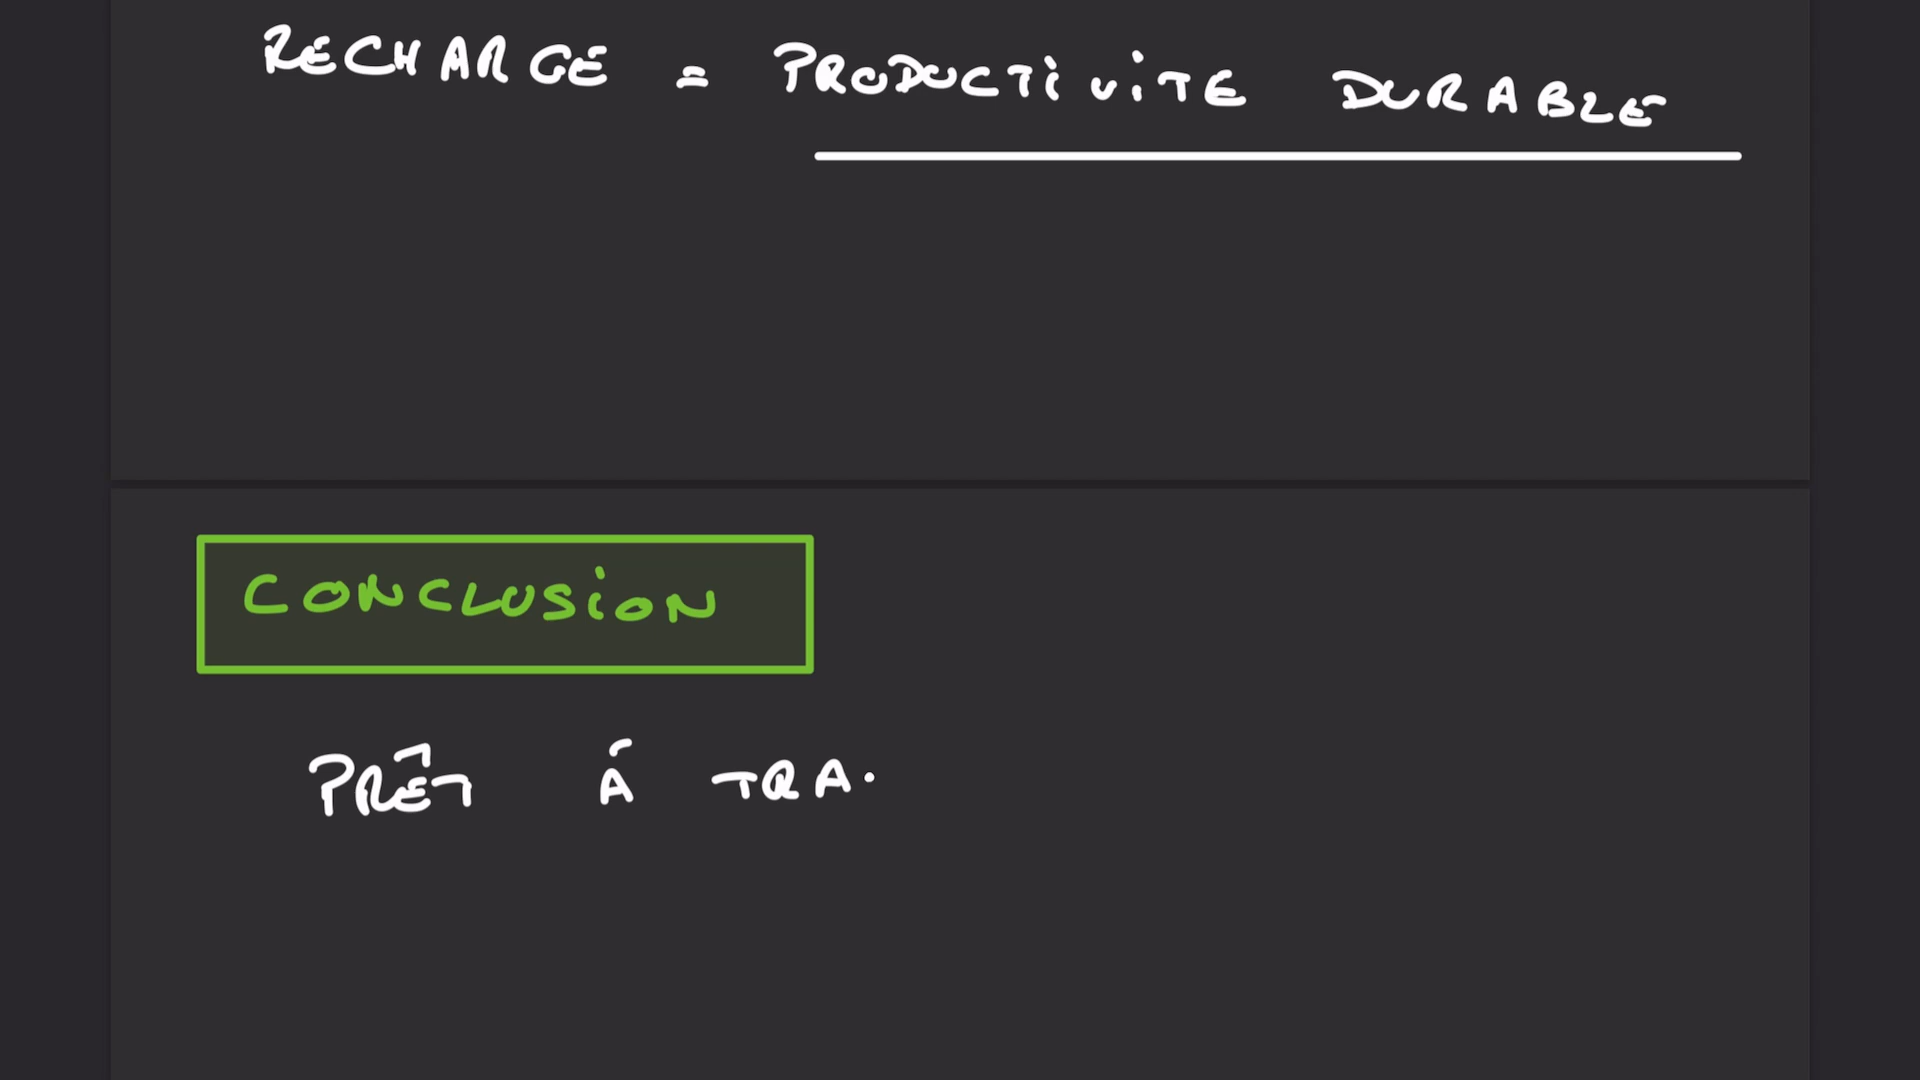 RECHARGE = PRODUCTIVITE DURABLE
CONCLUSION
PRÊT Á TRA.